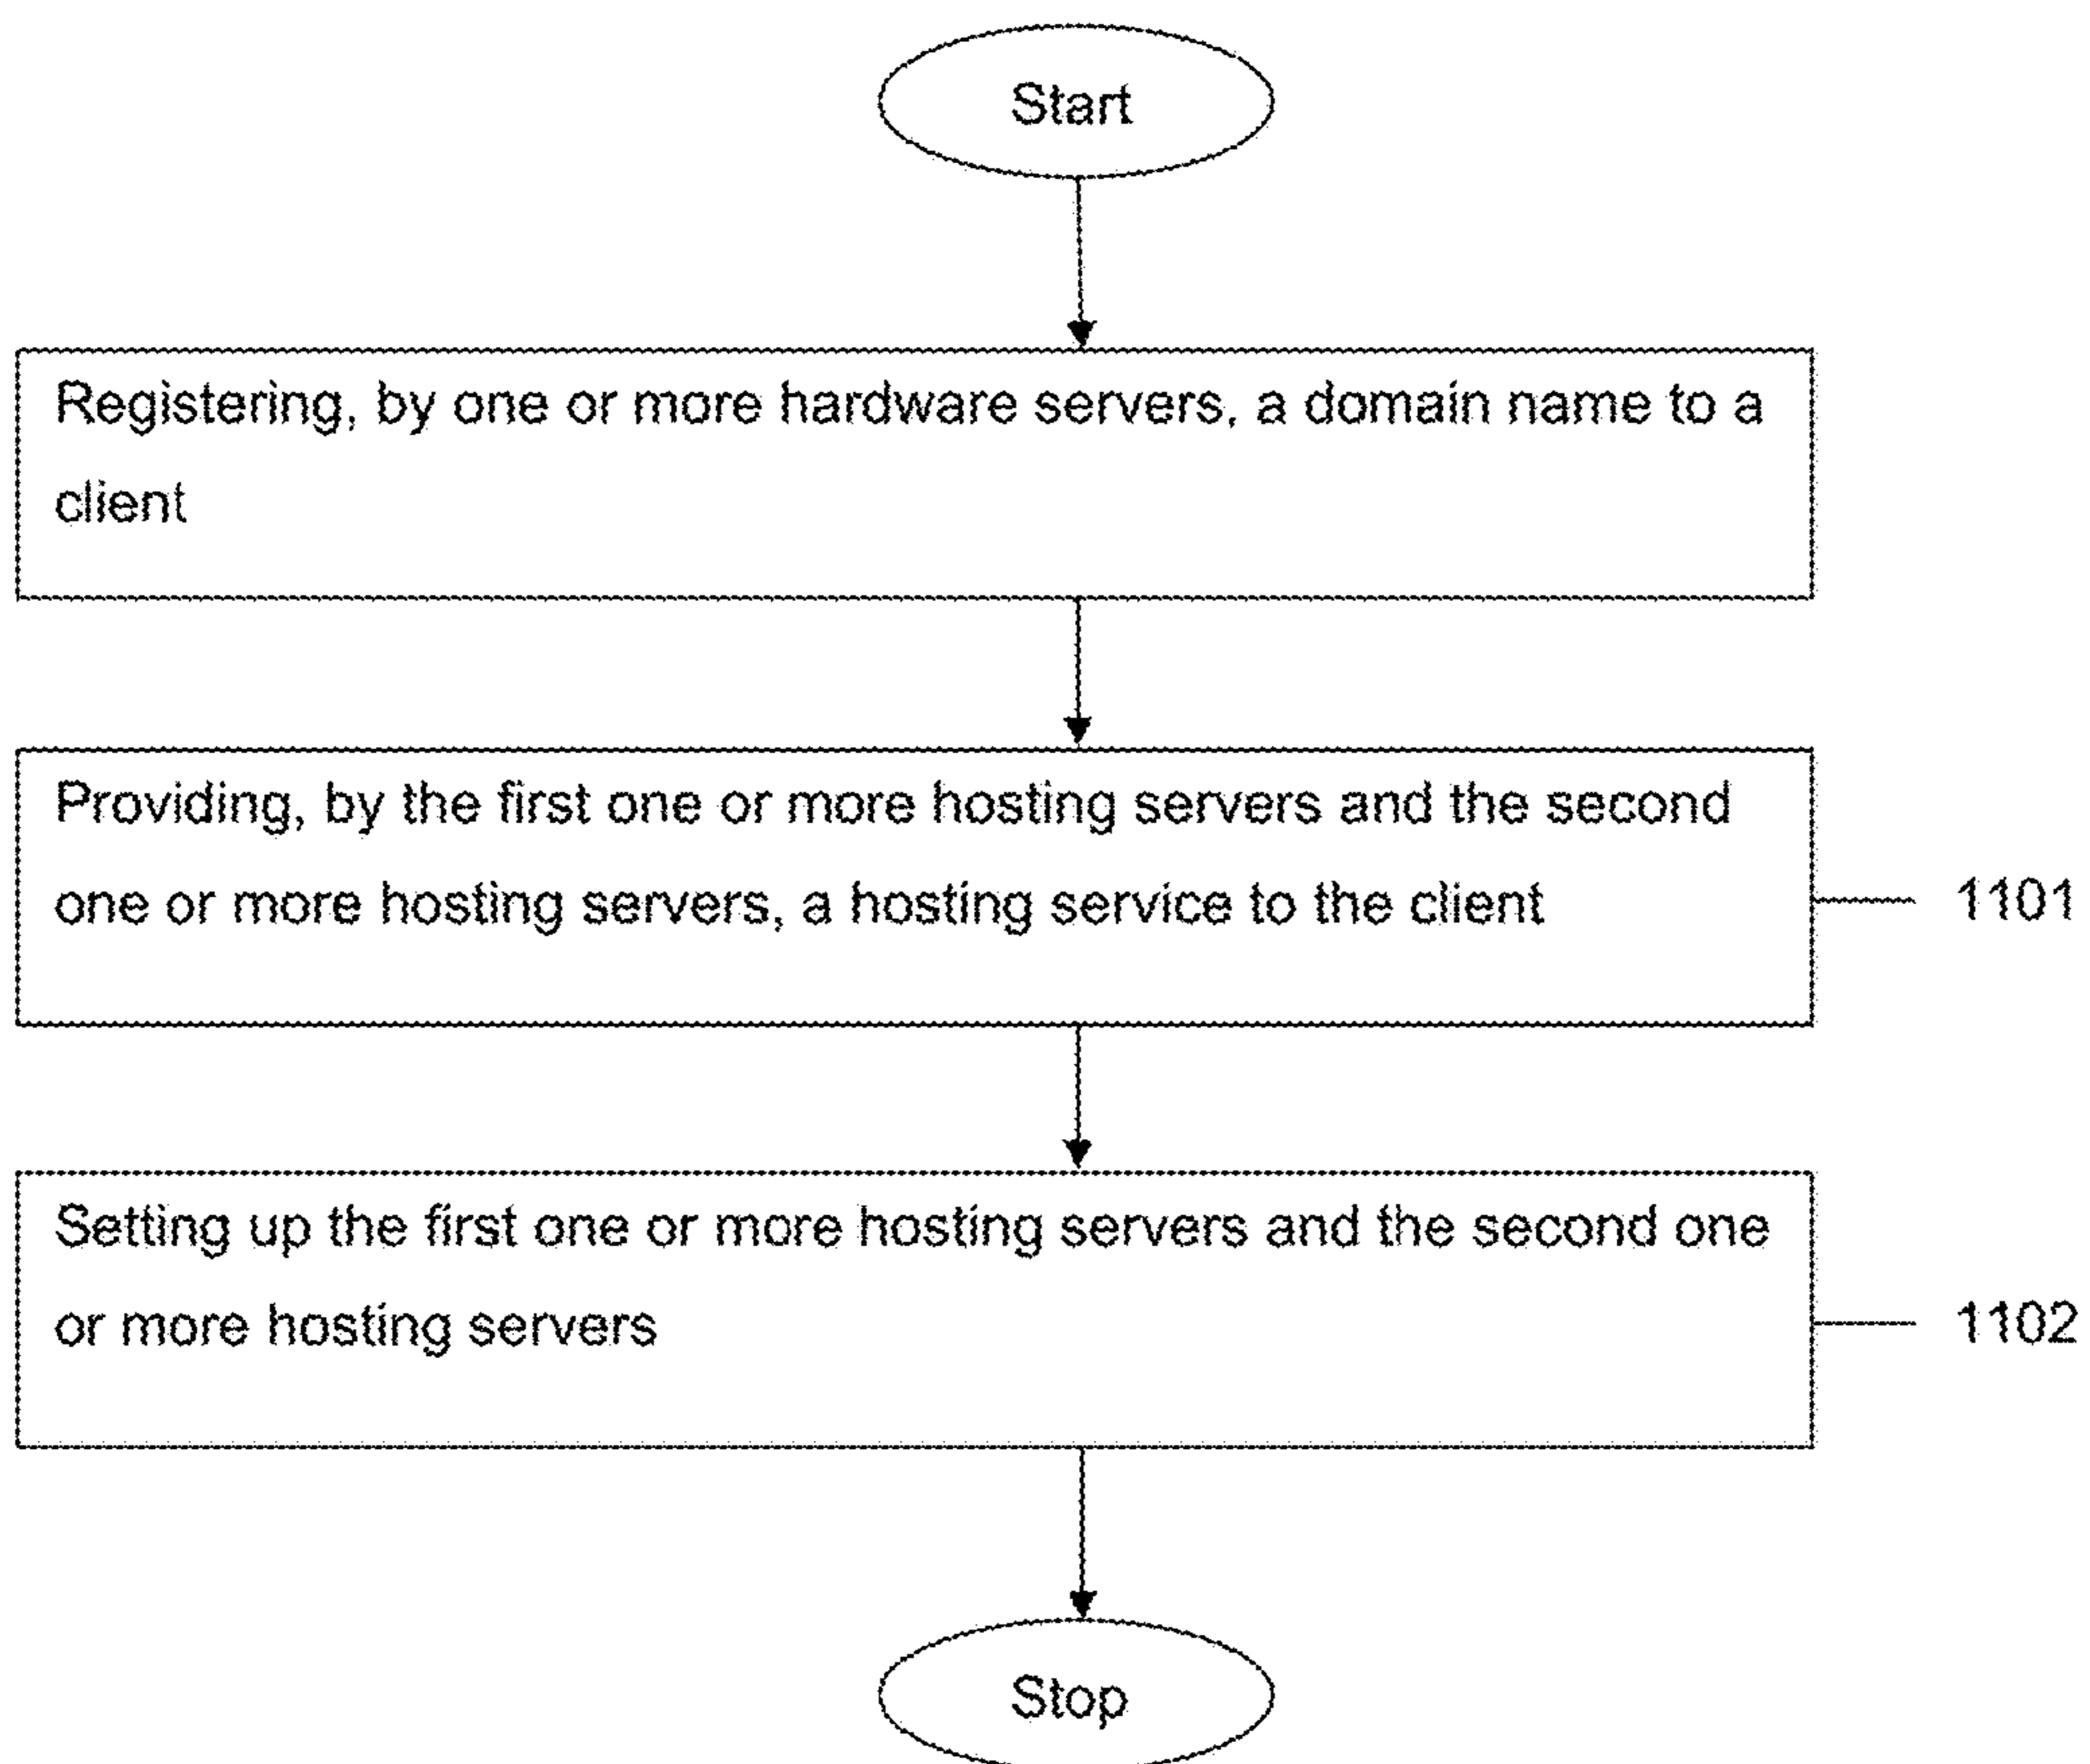 Start
Registering, by one or more hardware servers, a domain name to a
client
Providing, by the first one or more hosting servers and the second
one or more hosting servers, a hosting service to the client
1101
Setting up the first one or more hosting servers and the second one
or more hosting servers
1102
Stop